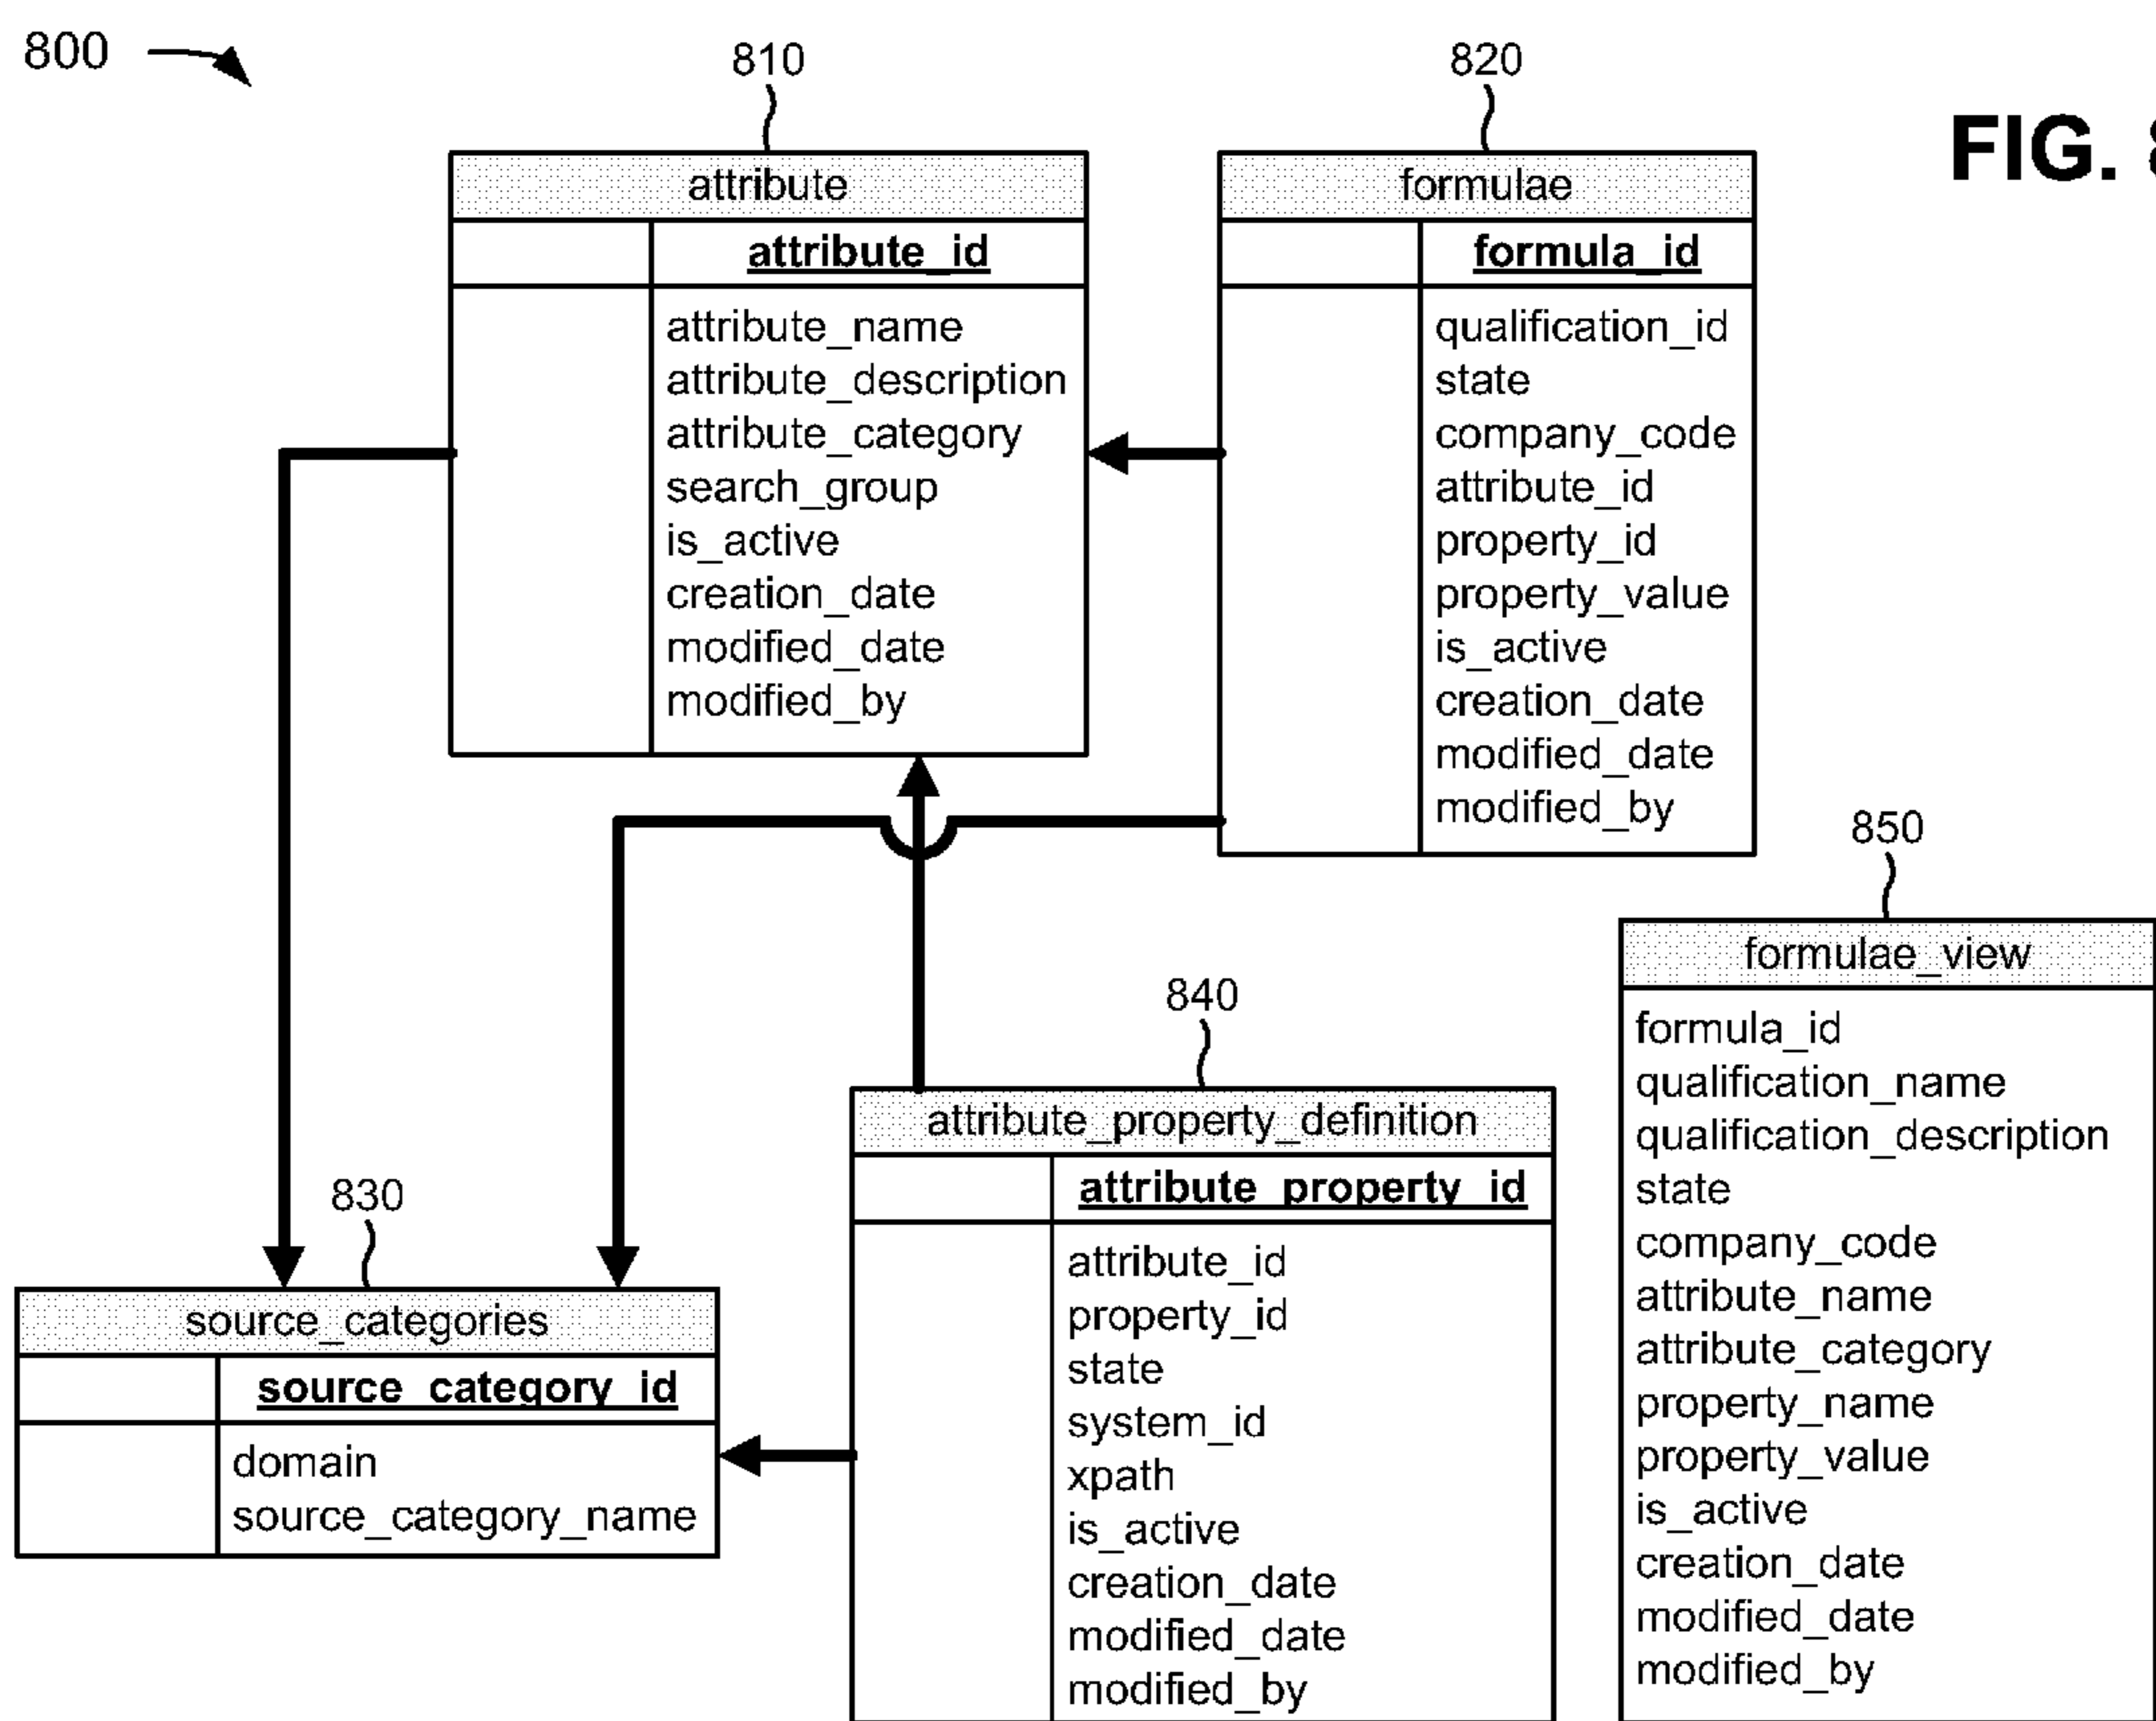 800
810
820
FIG. 8
attribute
attribute_id
attribute_name
attribute_description
attribute_category
search_group
is_active
creation_date
modified_date
modified_by
formulae
formula_id
qualification_id
state
company_code
attribute_id
property_id
property_value
is_active
creation_date
modified_date
modified_by
830
source_categories
source_category_id
domain
source_category_name
840
attribute_property_definition
attribute_property_id
attribute_id
property_id
state
system_id
xpath
is_active
creation_date
modified_date
modified_by
850
formulae_view
formula_id
qualification_name
qualification_description
state
company_code
attribute_name
attribute_category
property_name
property_value
is_active
creation_date
modified_date
modified_by